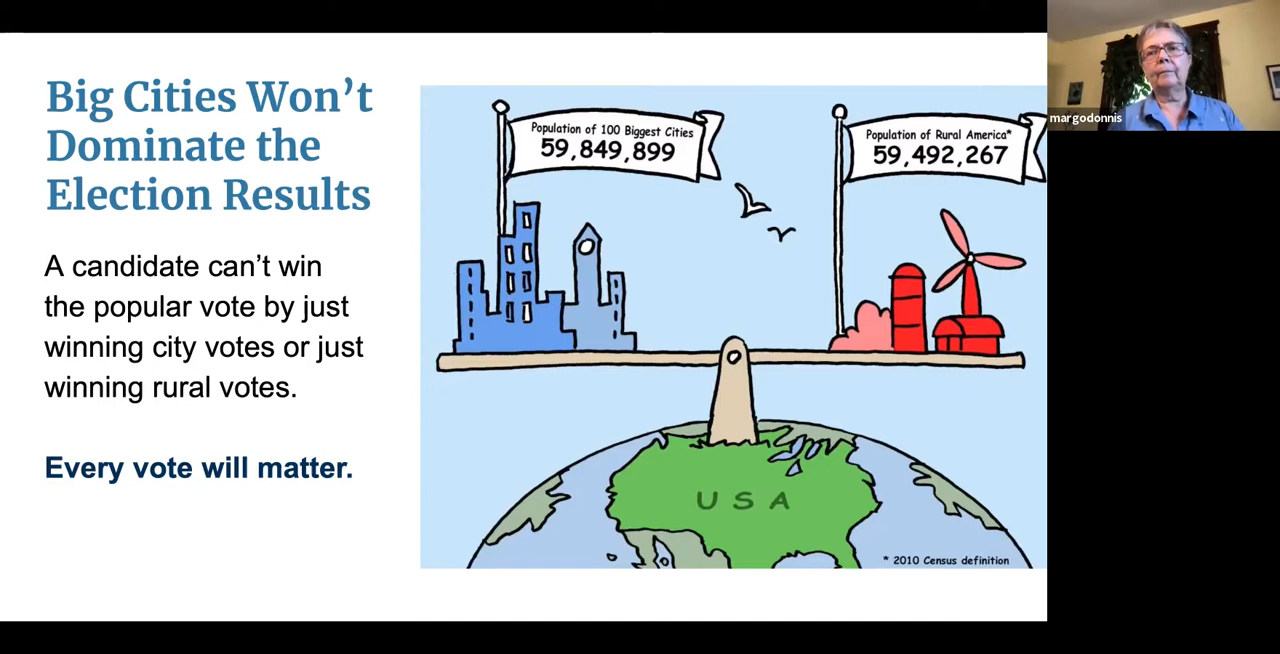 Big Cities Won't
Dominate the
Election Results
A candidate can't win
the popular vote by just
winning city votes or just
winning rural votes.
Every vote will matter.
Population of 100 Biggest Cities
59,849,899
Population of Rural America*
59,492,267
USA
* 2010 Census definition
margodonnis